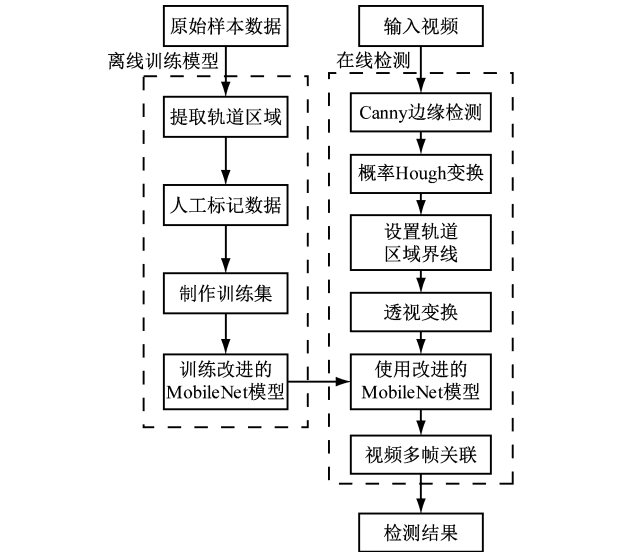 原始样本数据
离线训练模型
提取轨道区域
人工标记数据
制作训练集
训练改进的
MobileNet模型
输入视频
在线检测
Canny边缘检测
概率Hough变换
设置轨道
区域界线
透视变换
使用改进的
MobileNet模型
视频多帧关联
检测结果